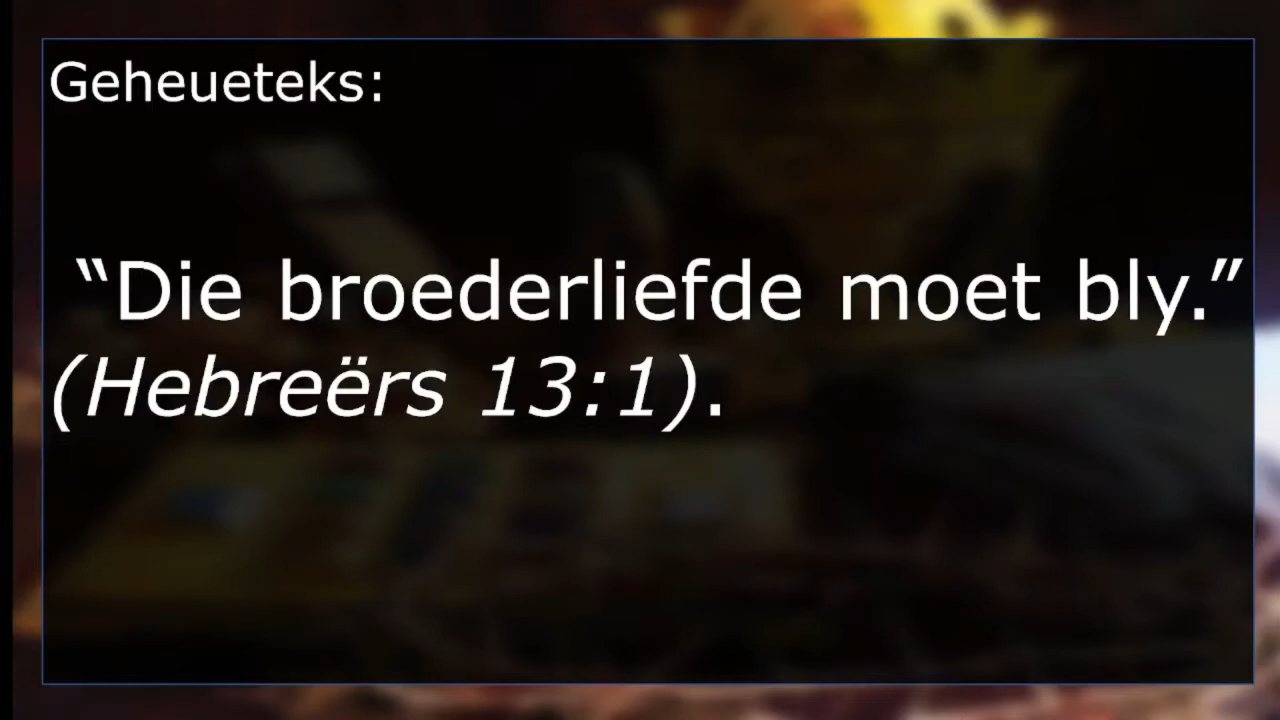 Geheueteks:
“Die broederliefde moet bly.”
(Hebreërs 13:1).